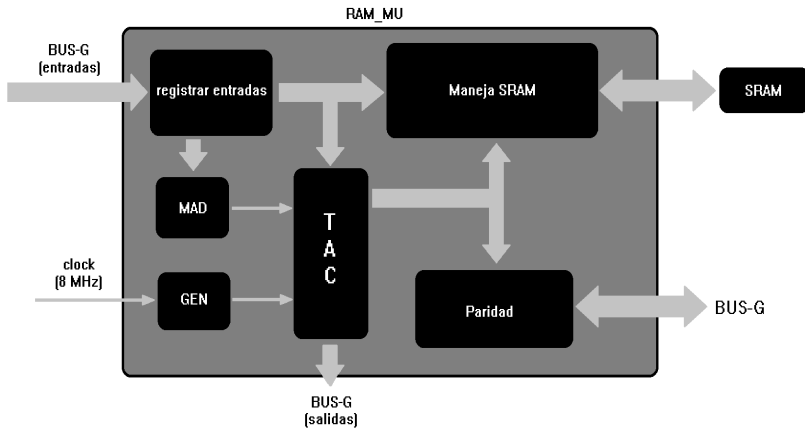 RAM_MU
BUS-G
(entradas)
registrar entradas
Maneja SRAM
SRAM
MAD
T
A
C
clock
(8 MHz)
GEN
Paridad
BUS-G
BUS-G
(salidas)